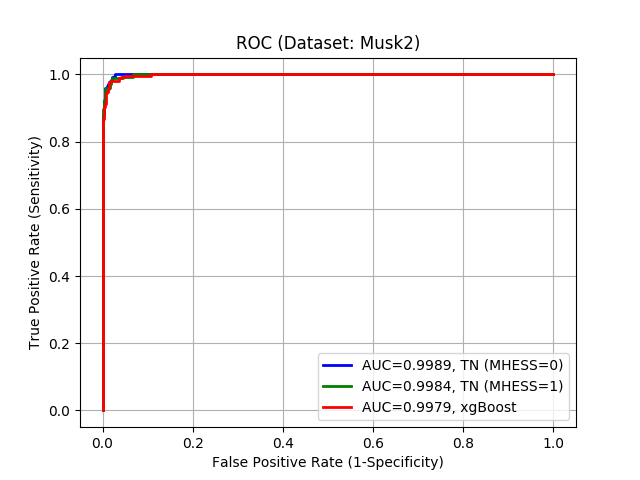 ROC (Dataset: Musk2)
True Positive Rate (Sensitivity)
1.0
0.8
0.6
0.4
0.2
0.0
AUC=0.9989, TN (MHESS=0)
AUC=0.9984, TN (MHESS=1)
AUC=0.9979, xgBoost
0.0 0.2 0.4 0.6 0.8 1.0
False Positive Rate (1-Specificity)